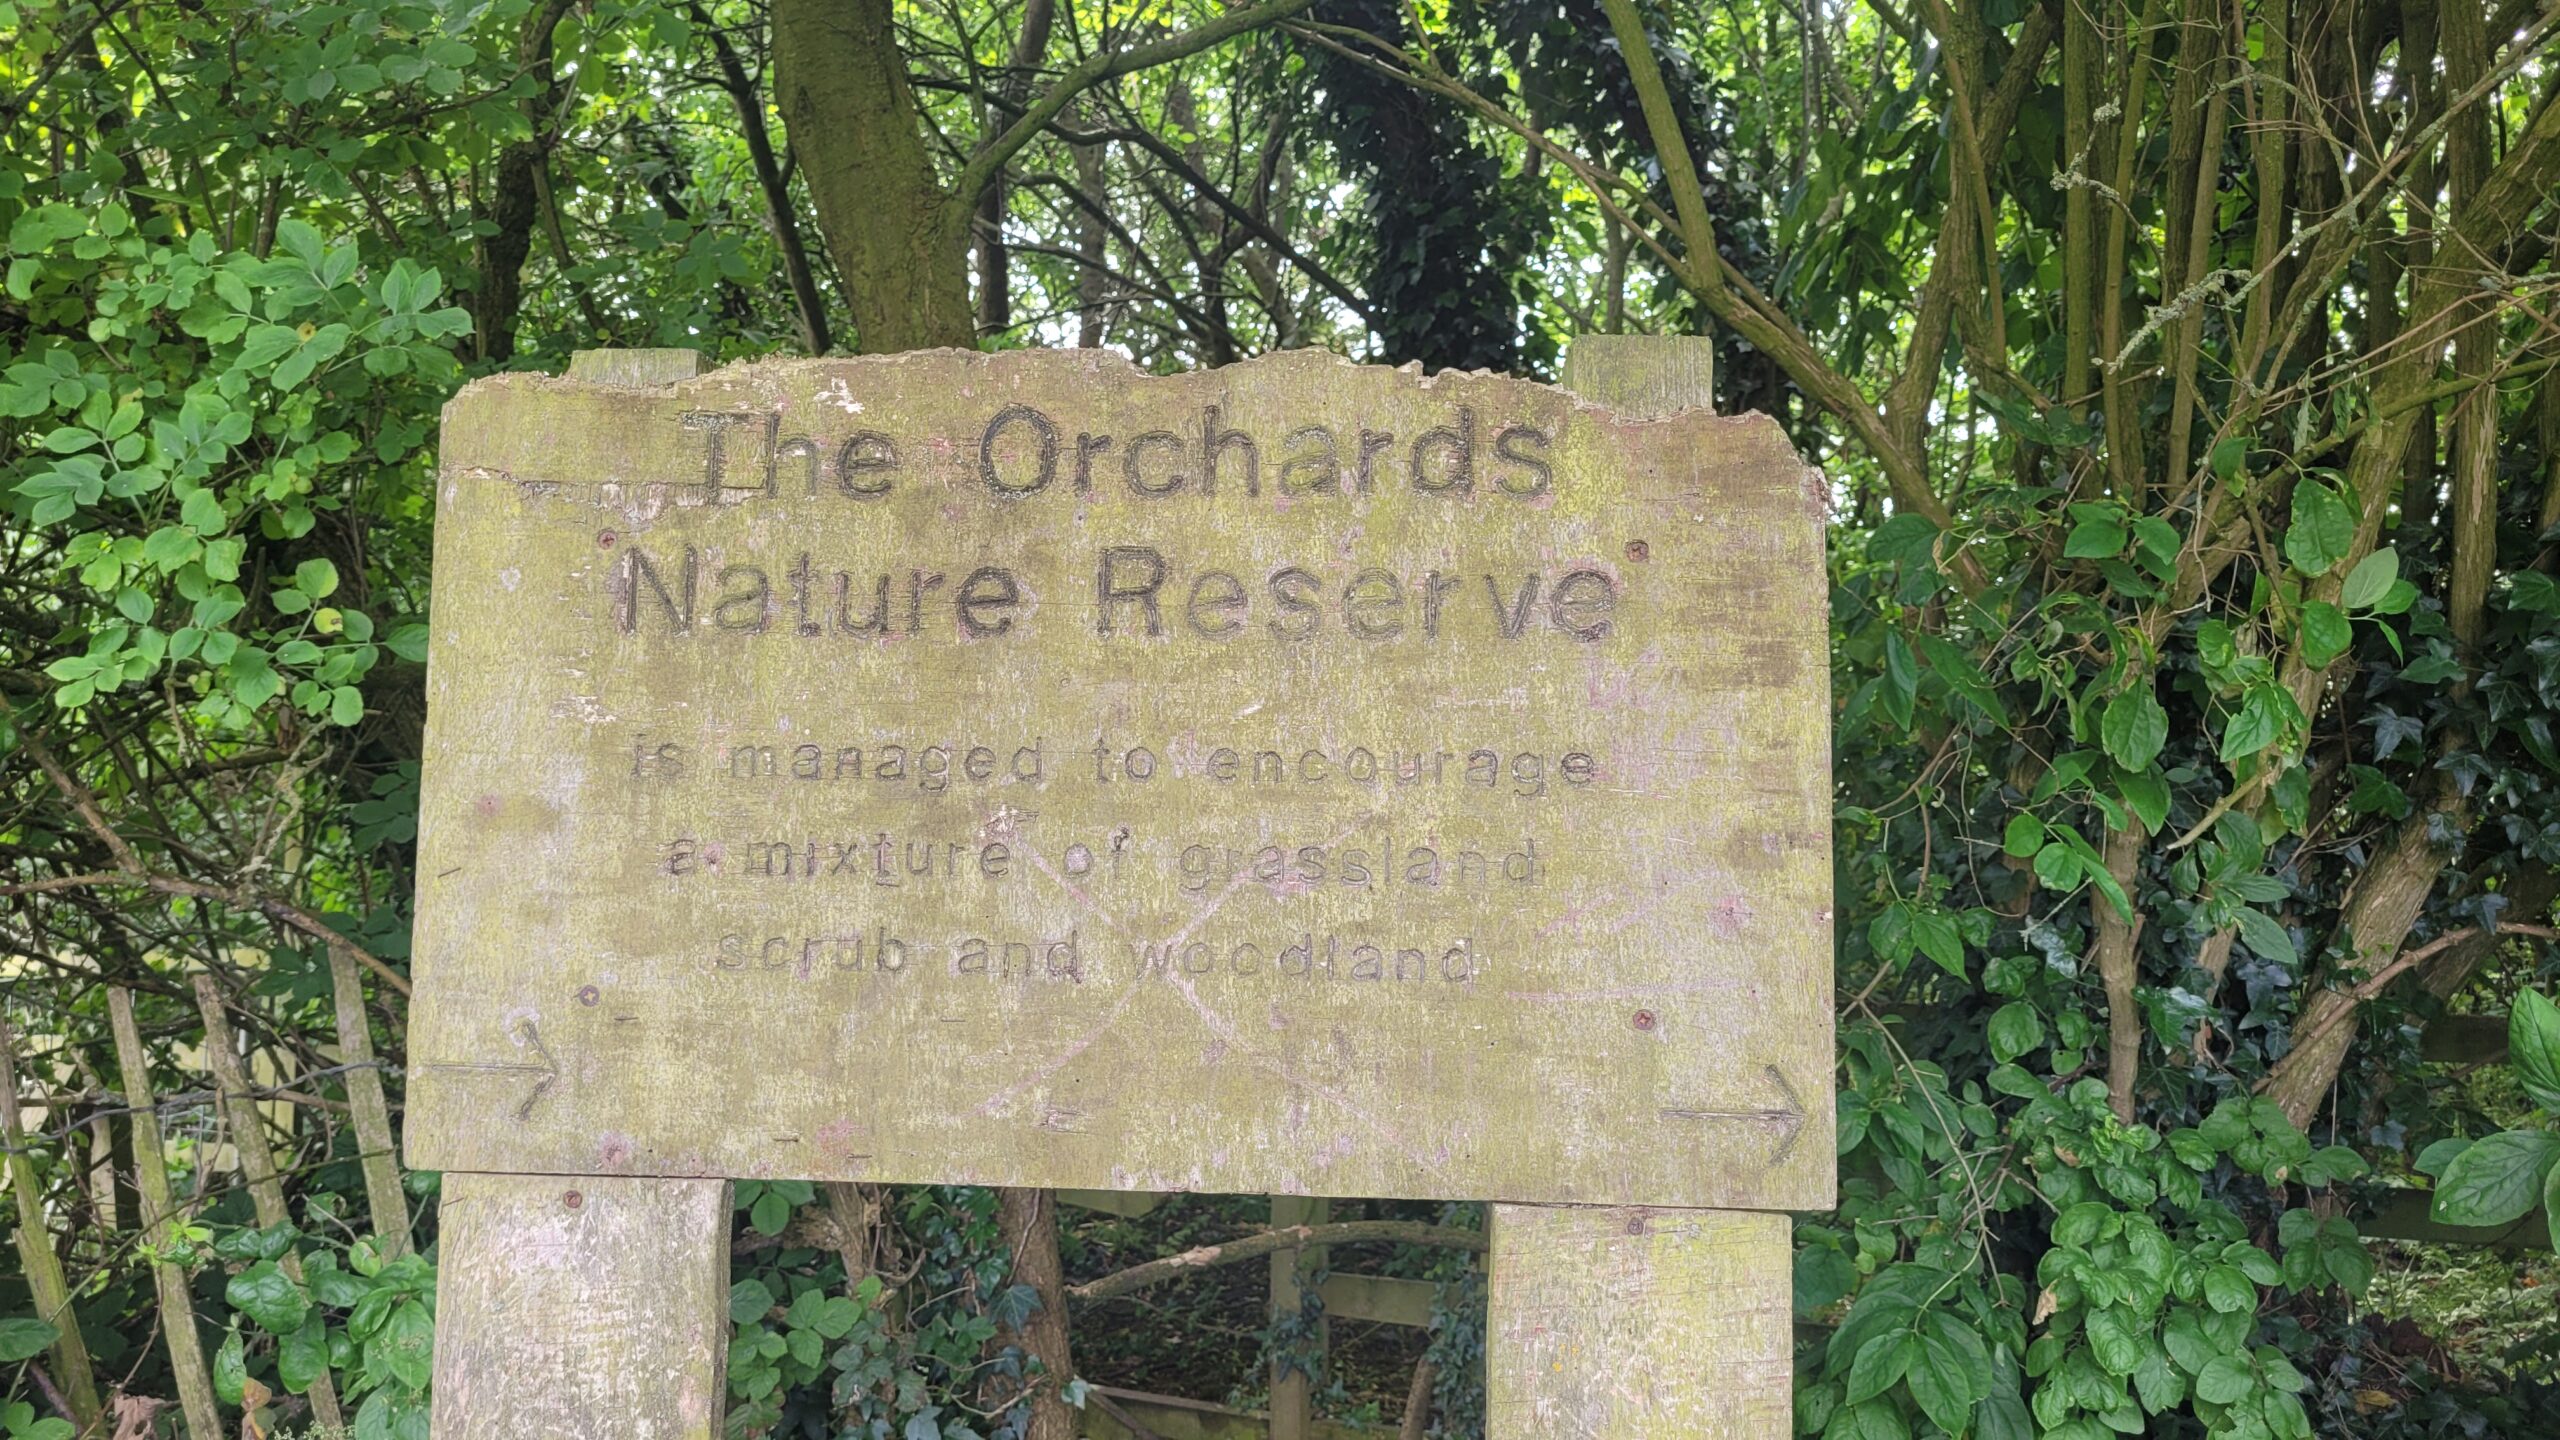 The Orchards
Nature Reserve
is managed to encourage
a mixture of grassland
scrub and woodland